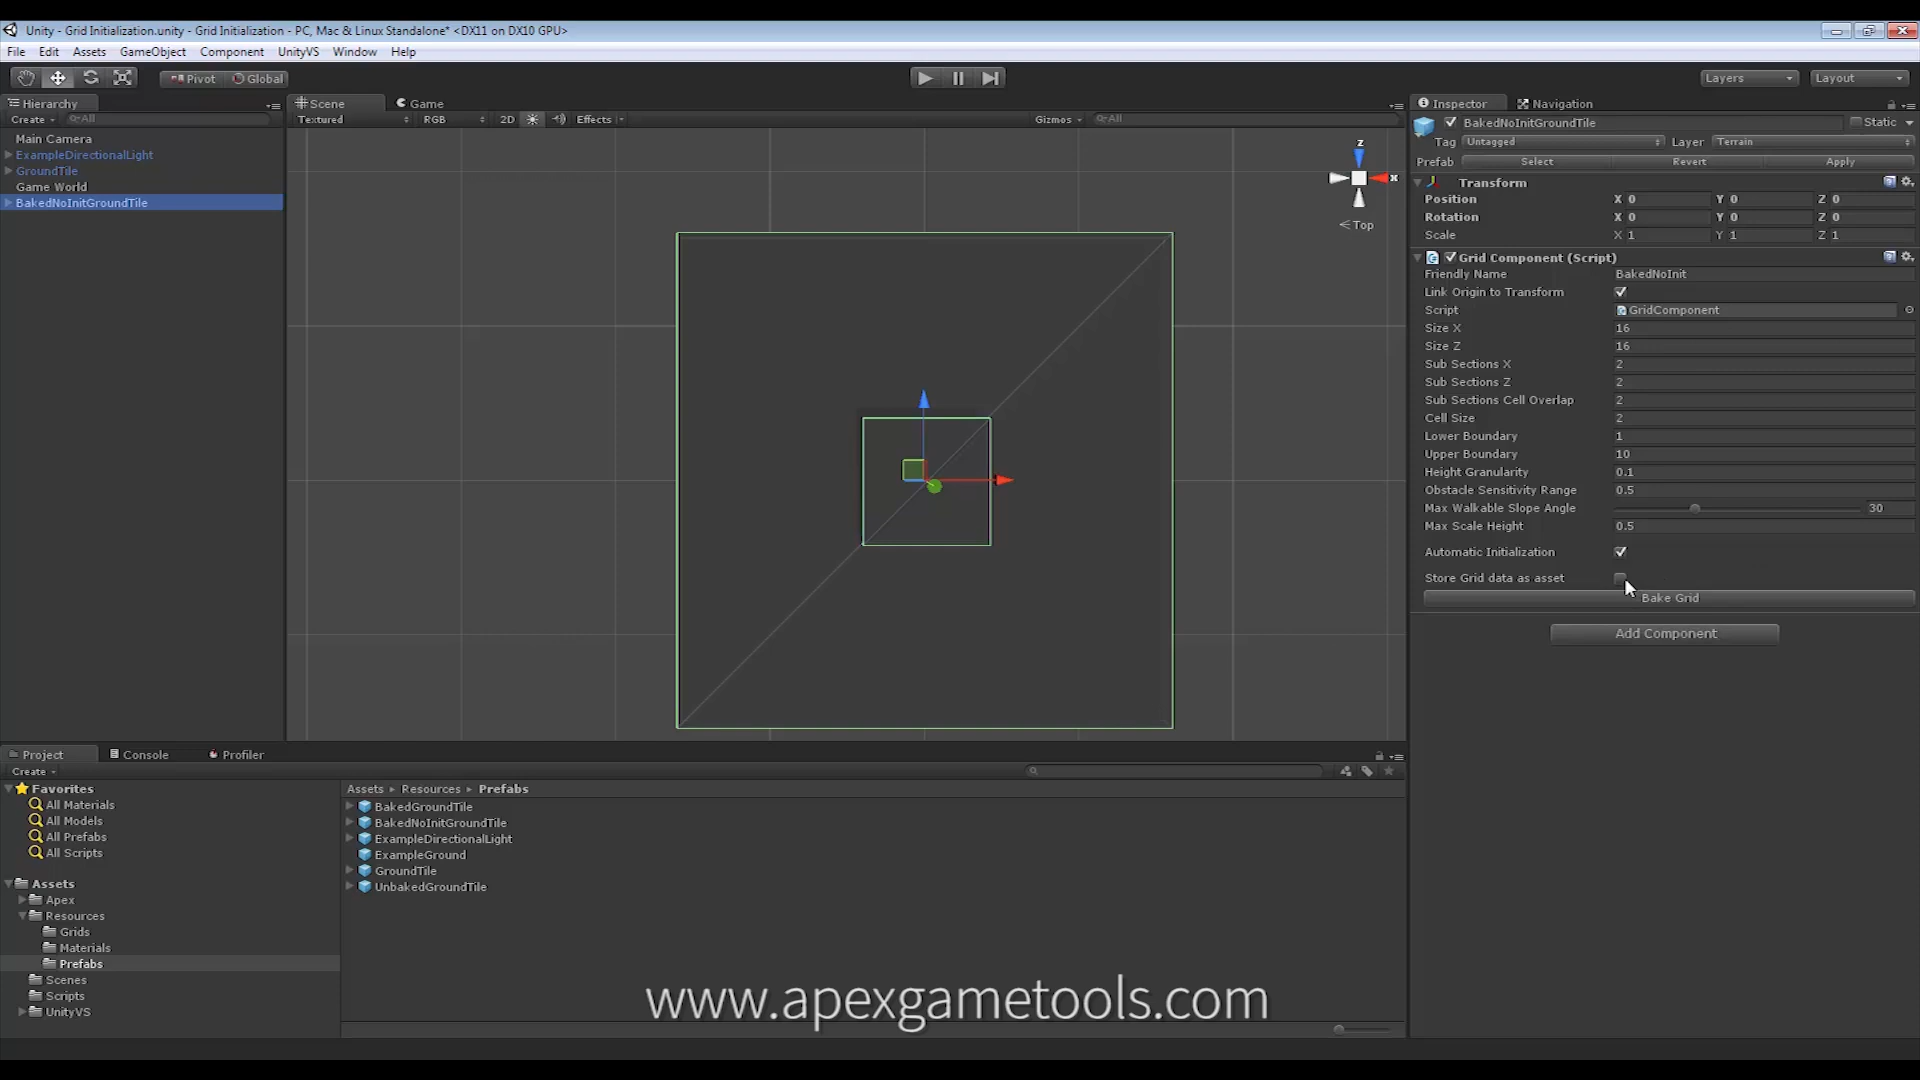 Unity - Grid Initialization.unity - Grid Initialization - PC, Mac & Linux Standalone* <DX11 on DX10 GPU>
File Edit Assets GameObject Component UnityVS Window Help
Pivot Global Layers Layout
Hierarchy
Create All
Main Camera
ExampleDirectionalLight
GroundTile
Game World
BakedNoInitGroundTile
Scene Game
Textured RGB 2D Effects Gizmos All
z
x
Top
Inspector Navigation
BakedNoInitGroundTile Static
Tag Untagged Layer Terrain
Prefab Select Revert Apply
Transform
Position X 0 Y 0 Z 0
Rotation X 0 Y 0 Z 0
Scale X 1 Y 1 Z 1
Grid Component (Script)
Friendly Name BakedNoInit
Link Origin to Transform
Script GridComponent
Size X 16
Size Z 16
Sub Sections X 2
Sub Sections Z 2
Sub Sections Cell Overlap 2
Cell Size 2
Lower Boundary 1
Upper Boundary 10
Height Granularity 0.1
Obstacle Sensitivity Range 0.5
Max Walkable Slope Angle 30
Max Scale Height 0.5
Automatic Initialization
Store Grid data as asset
Bake Grid
Add Component
Project Console Profiler
Create
Favorites
All Materials
All Models
All Prefabs
All Scripts
Assets
Apex
Resources
Grids
Materials
Prefabs
Scenes
Scripts
UnityVS
Assets Resources Prefabs
BakedGroundTile
BakedNoInitGroundTile
ExampleDirectionalLight
ExampleGround
GroundTile
UnbakedGroundTile
www.apexgametools.com